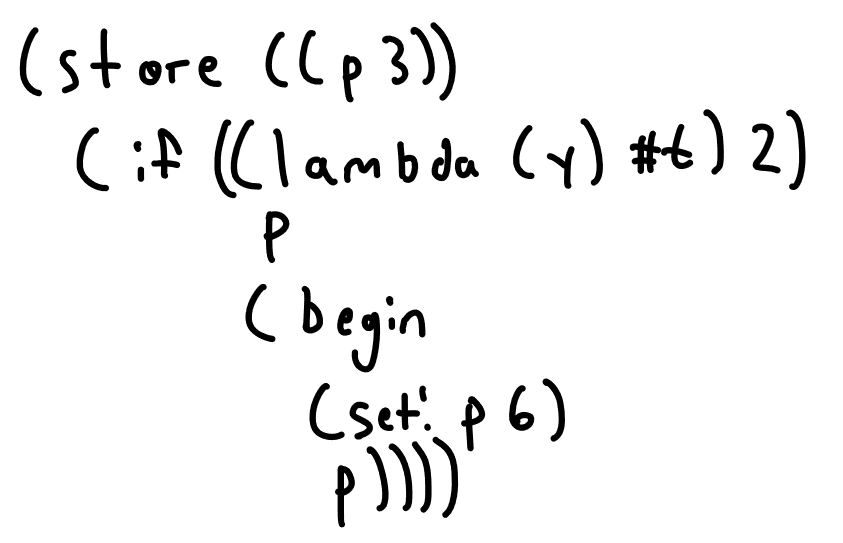 (store ((p 3))
(if ((lambda (y) #t) 2)
p
(begin
(set! p 6)
p))))